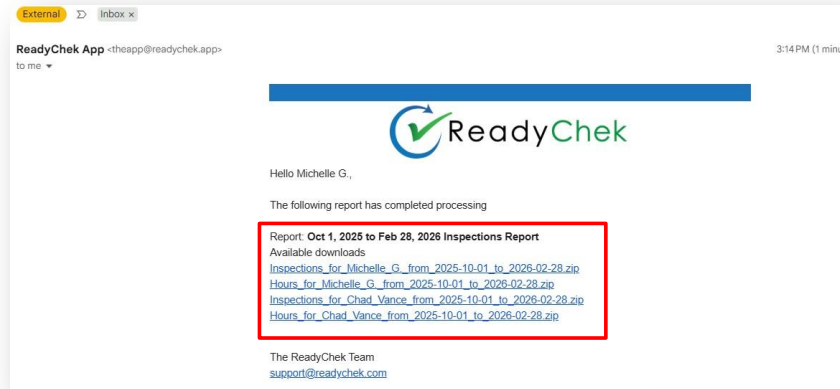 External Inbox ×
ReadyChek App <theapp@readychek.app>
3:14 PM (1 minu
to me
ReadyChek
Hello Michelle G.,
The following report has completed processing
Report: Oct 1, 2025 to Feb 28, 2026 Inspections Report
Available downloads
Inspections_for_Michelle_G._from_2025-10-01_to_2026-02-28.zip
Hours_for_Michelle_G._from_2025-10-01_to_2026-02-28.zip
Inspections_for_Chad_Vance_from_2025-10-01_to_2026-02-28.zip
Hours_for_Chad_Vance_from_2025-10-01_to_2026-02-28.zip
The ReadyChek Team
support@readychek.com